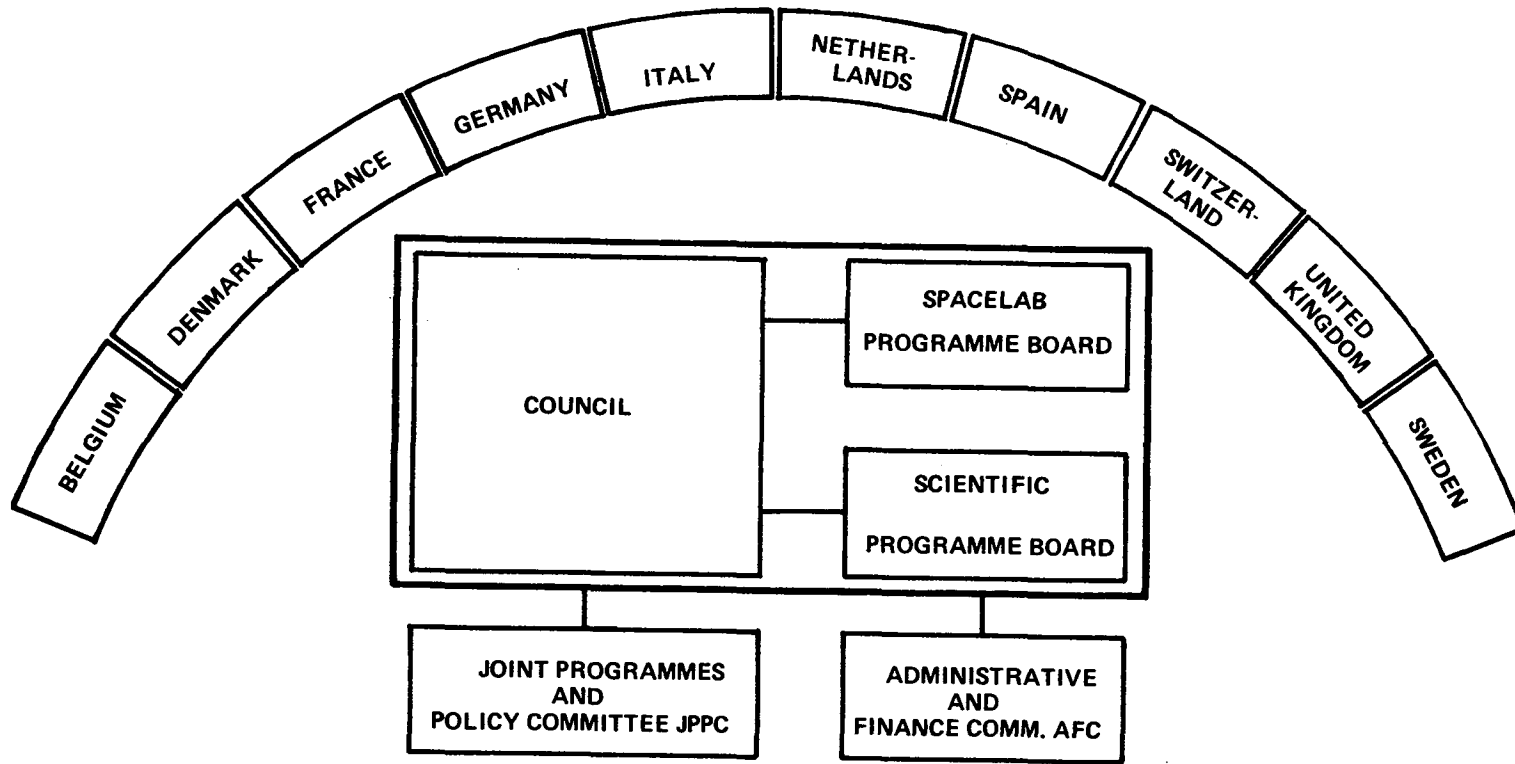 BELGIUM
DENMARK
FRANCE
GERMANY
ITALY
NETHER-
LANDS
SPAIN
SWITZER-
LAND
UNITED
KINGDOM
SWEDEN
COUNCIL
SPACELAB
PROGRAMME BOARD
SCIENTIFIC
PROGRAMME BOARD
JOINT PROGRAMMES
AND
POLICY COMMITTEE JPPC
ADMINISTRATIVE
AND
FINANCE COMM. AFC